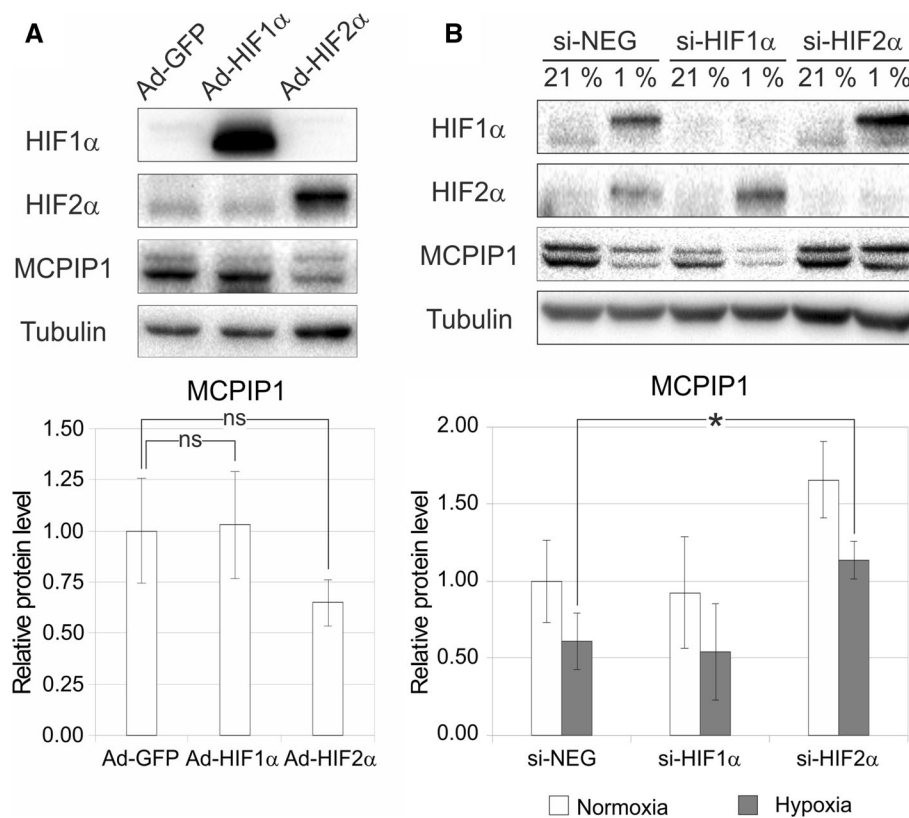 A
Ad-GFP
Ad-HIF1α
Ad-HIF2α
HIF1α
HIF2α
MCPIP1
Tubulin
MCPIP1
ns
ns
Relative protein level
1.50
1.25
1.00
0.75
0.50
0.25
0.00
Ad-GFP Ad-HIF1α Ad-HIF2α
B
si-NEG si-HIF1α si-HIF2α
21 % 1 % 21 % 1 % 21 % 1 %
HIF1α
HIF2α
MCPIP1
Tubulin
MCPIP1
*
Relative protein level
2.00
1.50
1.00
0.50
0.00
si-NEG si-HIF1α si-HIF2α
Normoxia Hypoxia